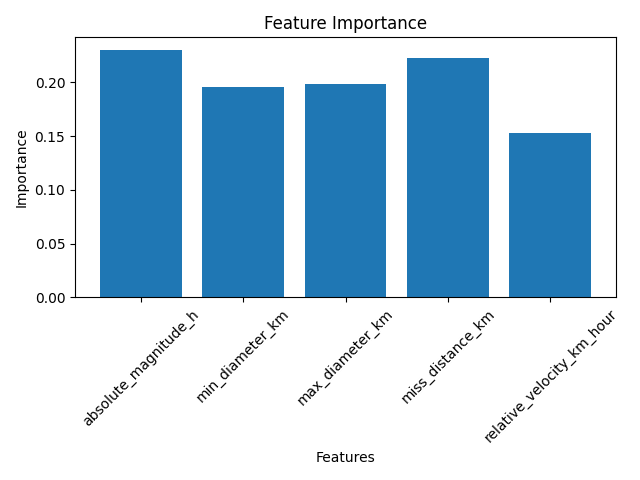 Feature Importance
Importance
0.20
0.15
0.10
0.05
0.00
absolute_magnitude_h
min_diameter_km
max_diameter_km
miss_distance_km
relative_velocity_km_hour
Features